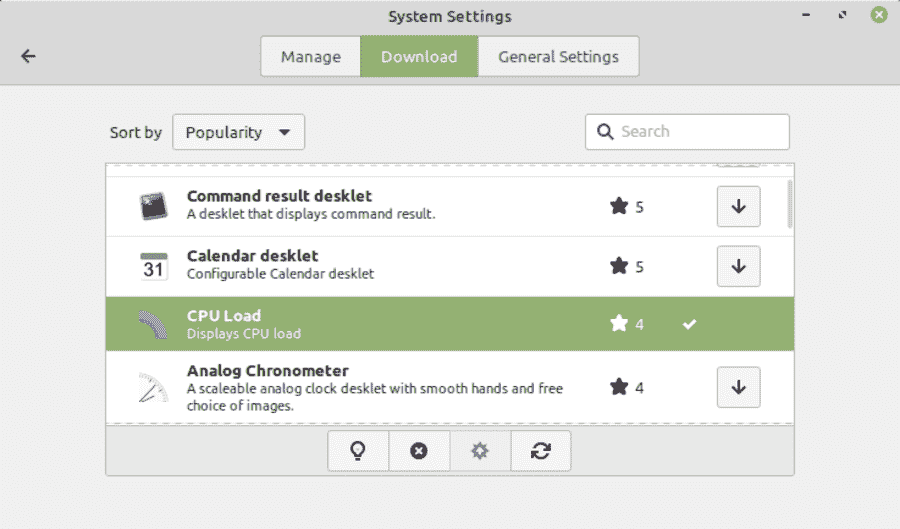 System Settings
Manage
Download
General Settings
Sort by
Popularity
Search
Command result desklet
5
A desklet that displays command result.
31
Calendar desklet
5
Configurable Calendar desklet
CPU Load
4
Displays CPU load
Analog Chronometer
4
A scaleable analog clock desklet with smooth hands and free
choice of images.